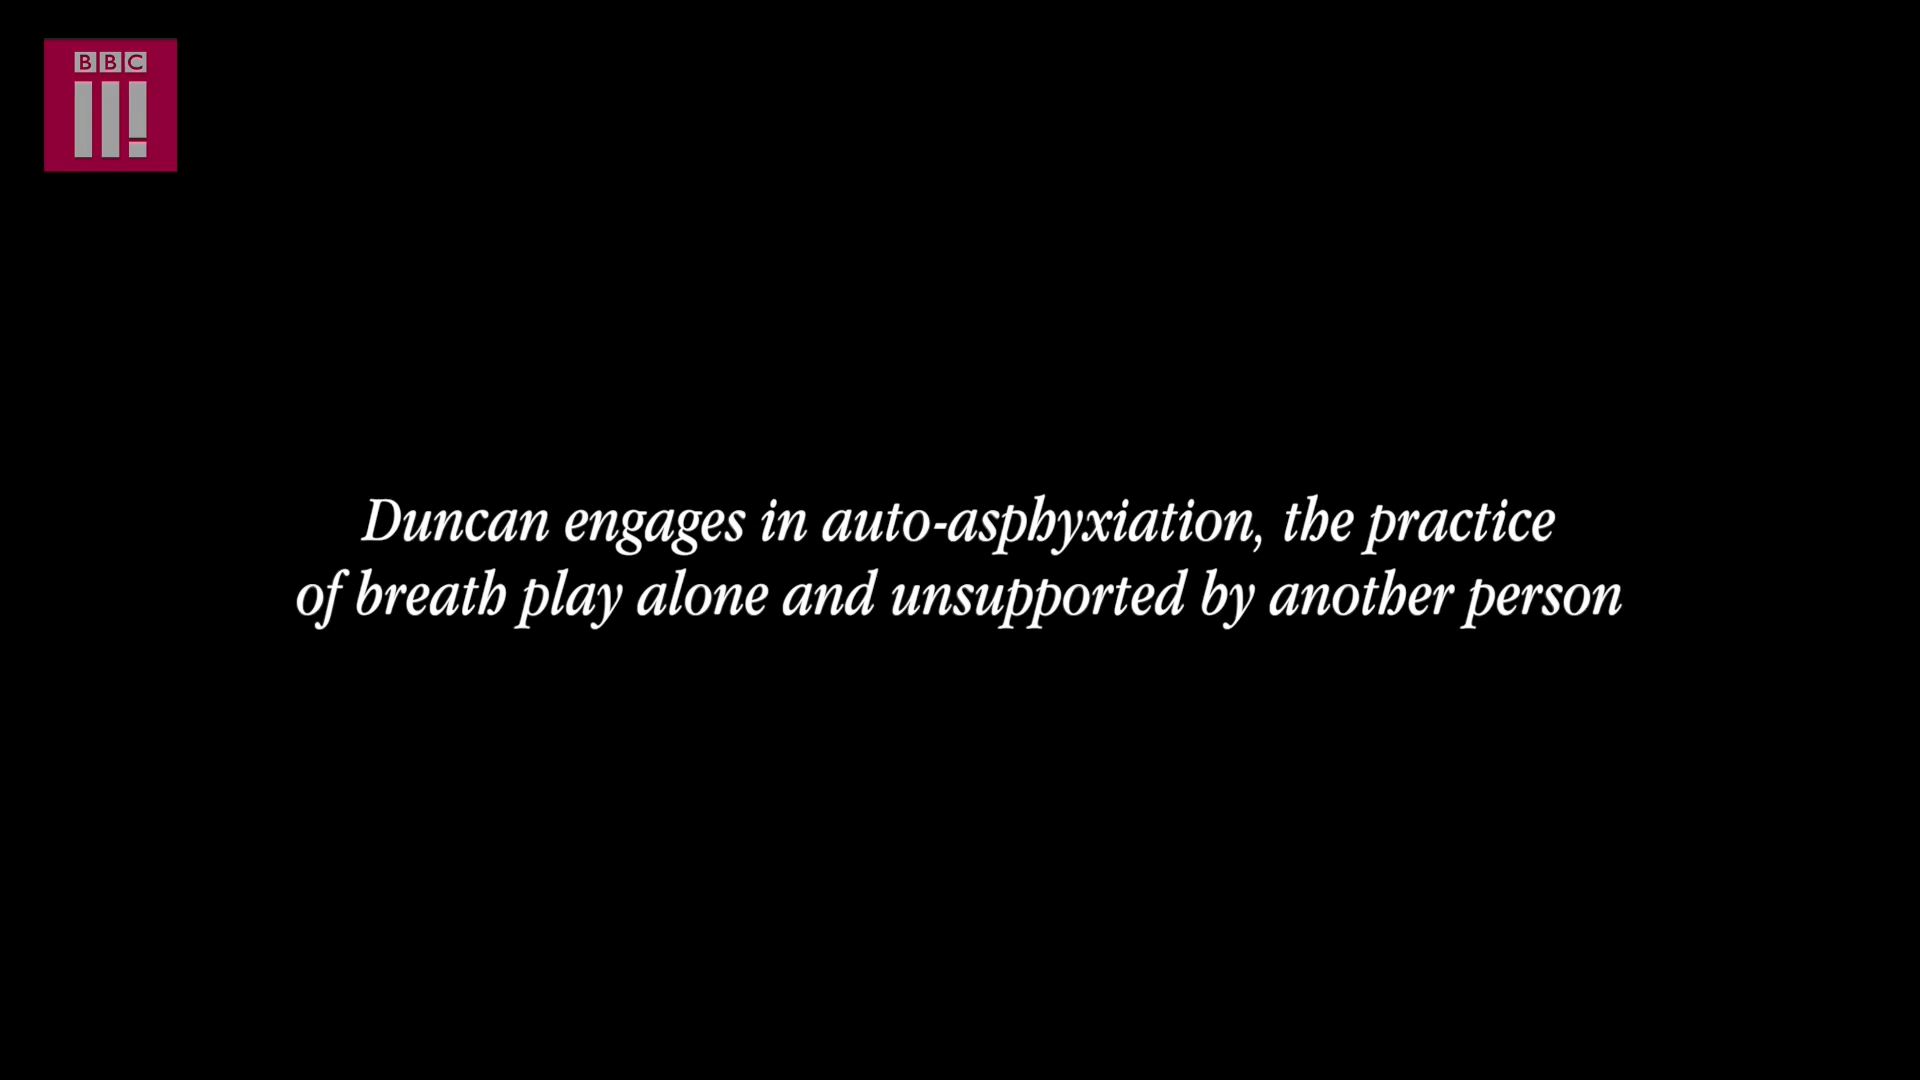 BBC
Duncan engages in auto-asphyxiation, the practice
of breath play alone and unsupported by another person